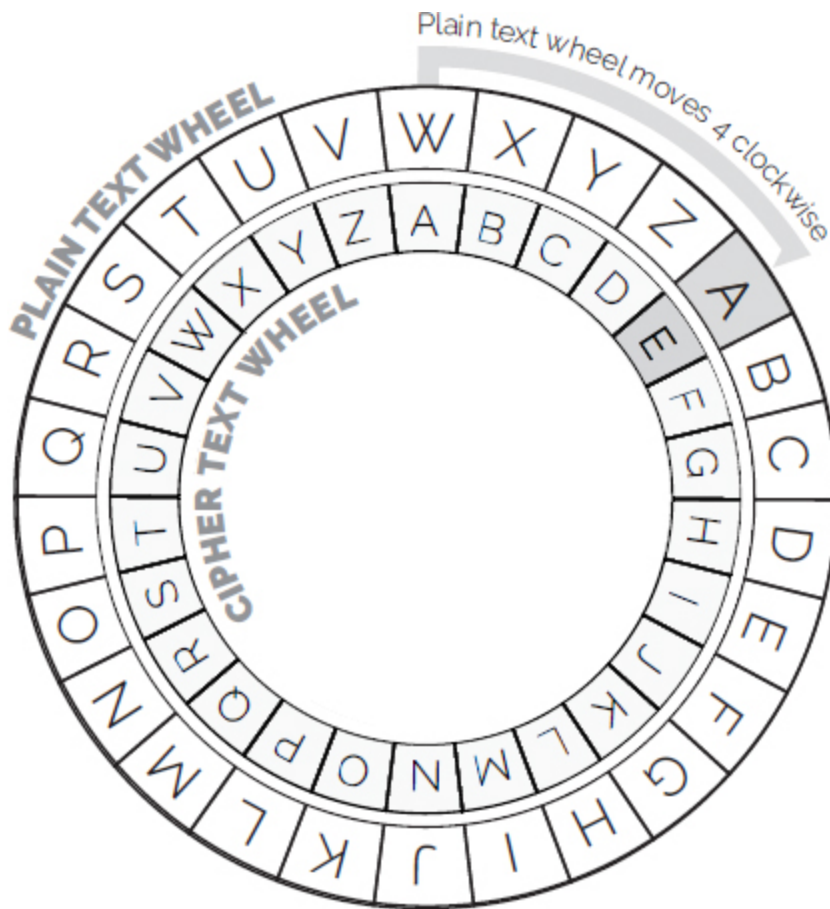 Plain text wheel moves 4 clockwise
PLAIN TEXT WHEEL
W X Y Z A B C D E F G H I J K L M N O P Q R S T U V
A B C D E F G H I J K L M N O P Q R S T U V W X Y Z
CIPHER TEXT WHEEL